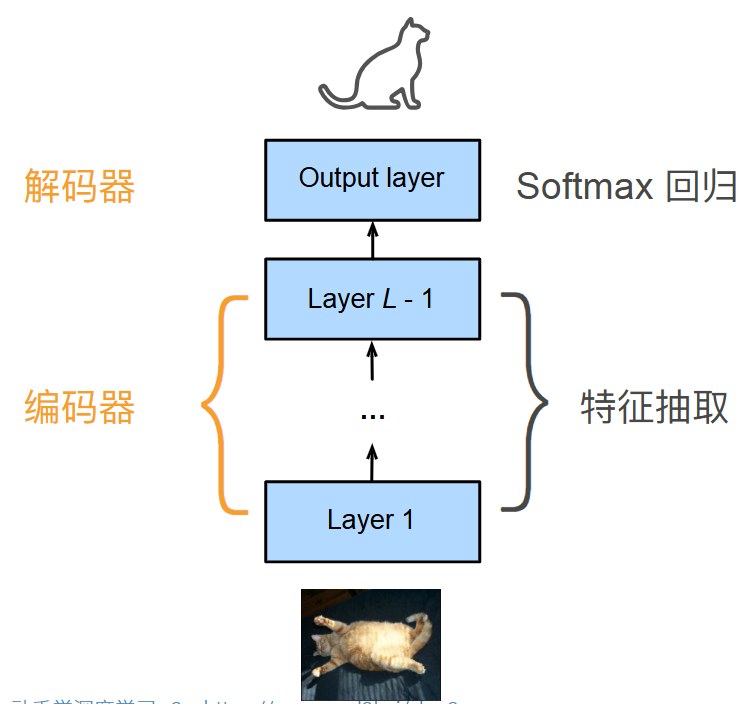 解码器
Output layer
Softmax 回归
Layer L - 1
编码器
...
特征抽取
Layer 1